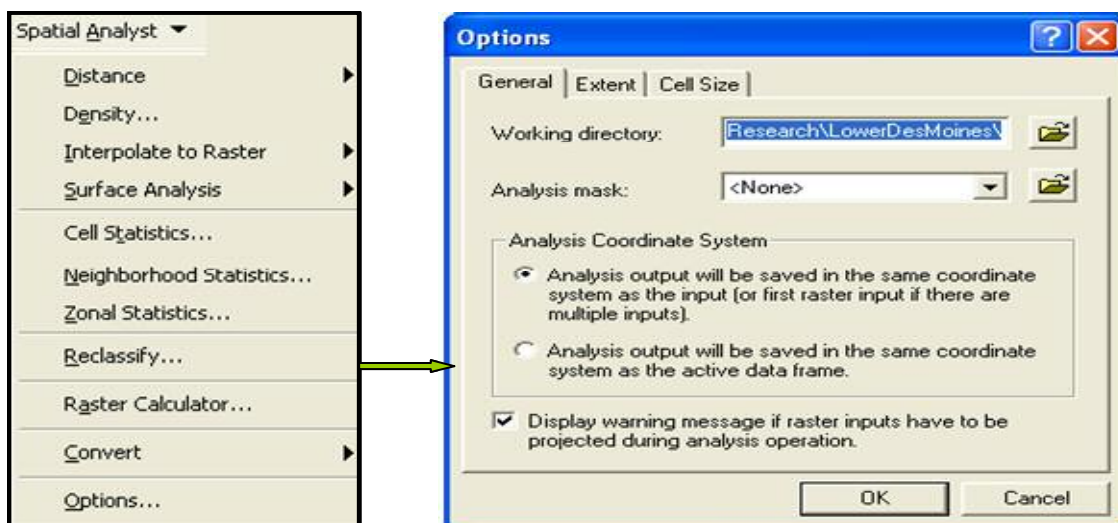 Spatial Analyst
Distance
Density...
Interpolate to Raster
Surface Analysis
Cell Statistics...
Neighborhood Statistics...
Zonal Statistics...
Reclassify...
Raster Calculator...
Convert
Options...
Options
General
Extent
Cell Size
Working directory:
Research\LowerDesMoines\
Analysis mask:
<None>
Analysis Coordinate System
Analysis output will be saved in the same coordinate
system as the input (or first raster input if there are
multiple inputs).
Analysis output will be saved in the same coordinate
system as the active data frame.
Display warning message if raster inputs have to be
projected during analysis operation.
OK
Cancel